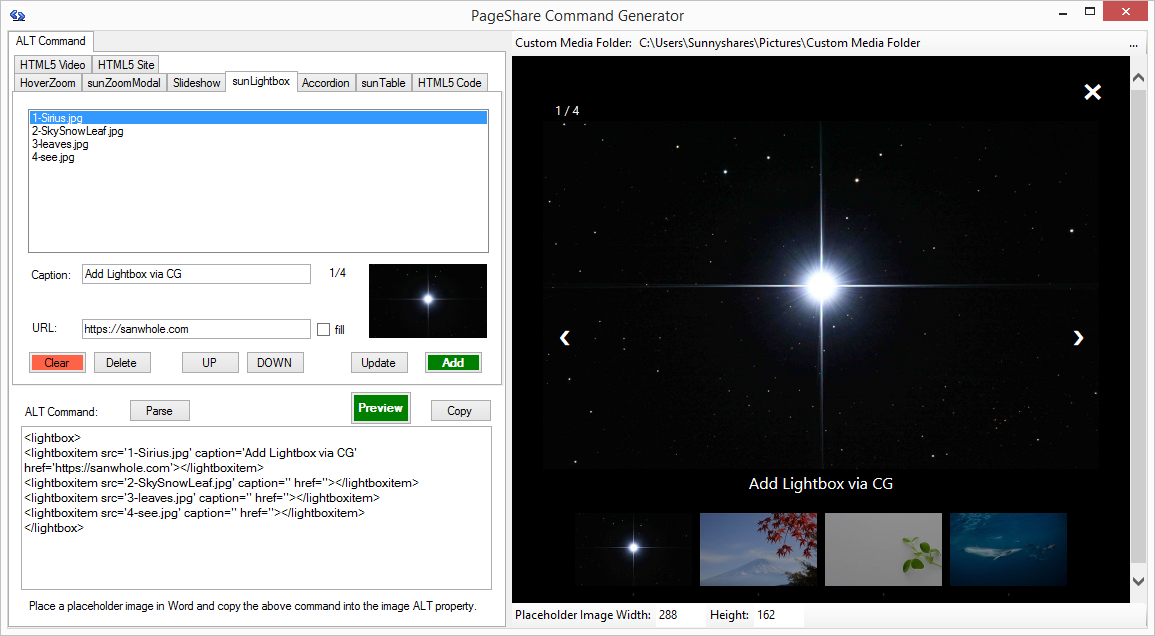 PageShare Command Generator
ALT Command
Custom Media Folder: C:\Users\Sunnyshares\Pictures\Custom Media Folder
...
HTML5 Video HTML5 Site
HoverZoom sunZoomModal Slideshow sunLightbox Accordion sunTable HTML5 Code
1-Sirius.jpg
2-SkySnowLeaf.jpg
3-leaves.jpg
4-see.jpg
Caption: Add Lightbox via CG 1/4
URL: https://sanwhole.com fill
Clear Delete UP DOWN Update Add
ALT Command: Parse Preview Copy
<lightbox>
<lightboxitem src='1-Sirius.jpg' caption='Add Lightbox via CG'
href='https://sanwhole.com'></lightboxitem>
<lightboxitem src='2-SkySnowLeaf.jpg' caption='' href=''></lightboxitem>
<lightboxitem src='3-leaves.jpg' caption='' href=''></lightboxitem>
<lightboxitem src='4-see.jpg' caption='' href=''></lightboxitem>
</lightbox>
Place a placeholder image in Word and copy the above command into the image ALT property.
1 / 4
Add Lightbox via CG
Placeholder Image Width: 288 Height: 162